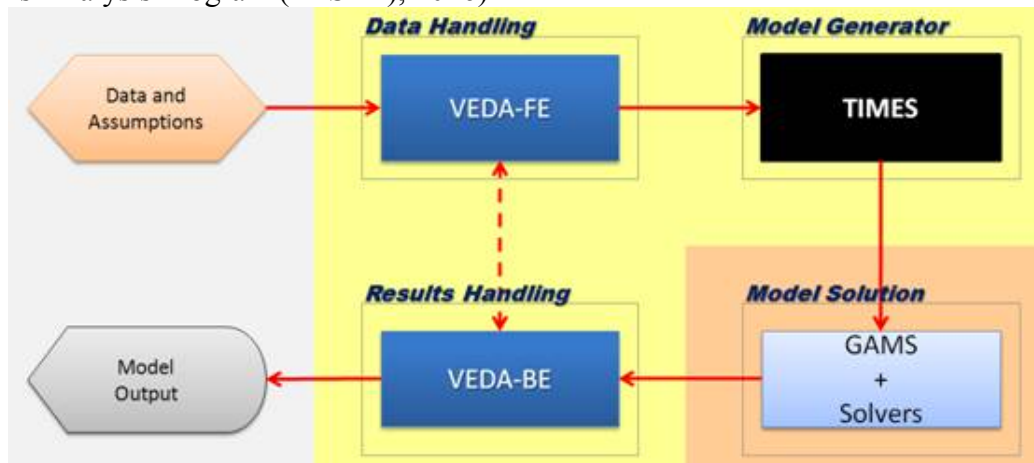 Data Handling
Model Generator
Data and
Assumptions
VEDA-FE
TIMES
Results Handling
Model Solution
Model
Output
VEDA-BE
GAMS
+
Solvers